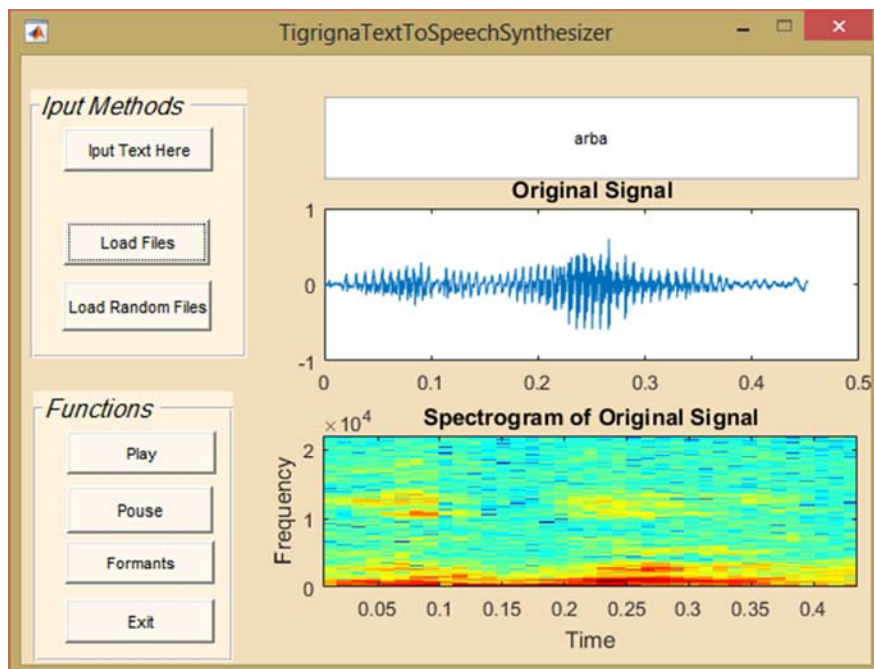 TigrignaTextToSpeechSynthesizer
Iput Methods
Iput Text Here
Load Files
Load Random Files
Functions
Play
Pouse
Formants
Exit
arba
Original Signal
1
0
-1
0 0.1 0.2 0.3 0.4 0.5
Spectrogram of Original Signal
×10^4
2
1
0
Frequency
0.05 0.1 0.15 0.2 0.25 0.3 0.35 0.4
Time